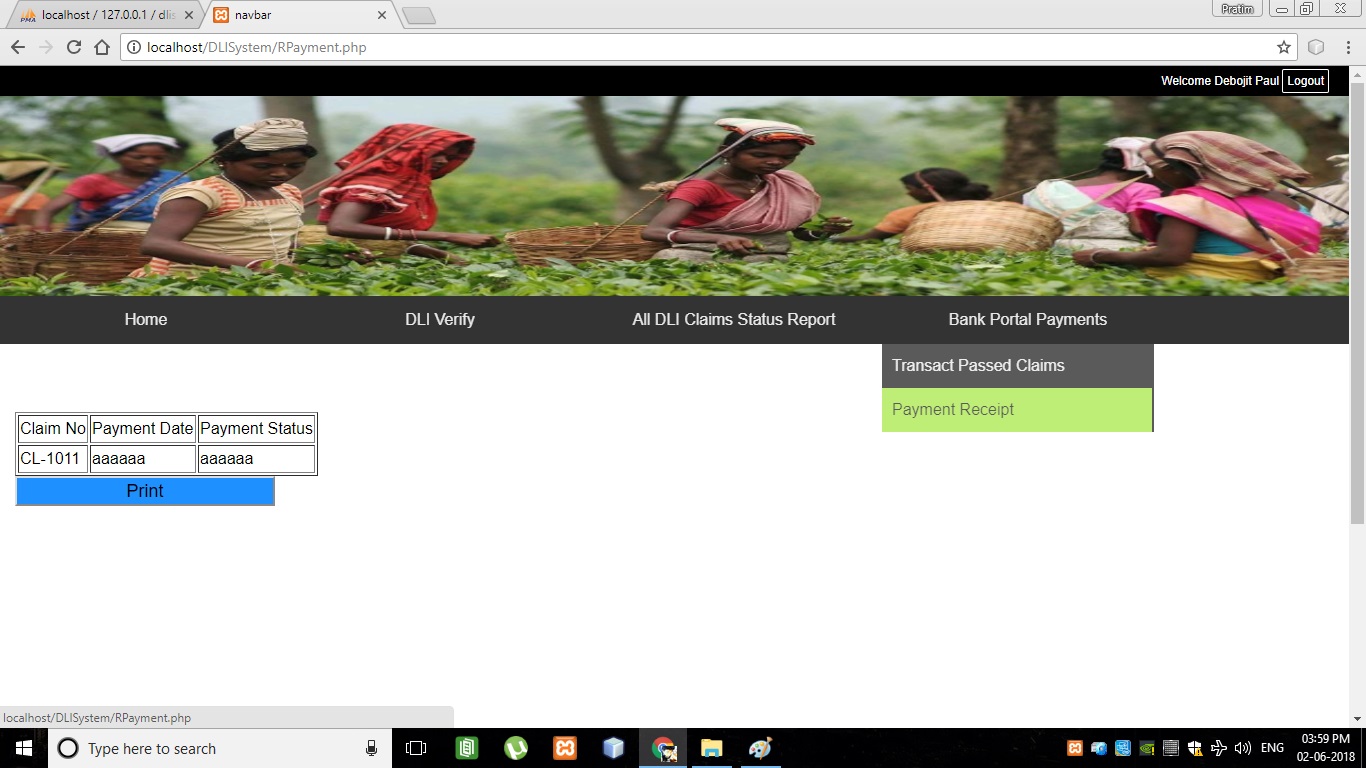 PMA
localhost / 127.0.0.1 / dlis
navbar
Pratim
localhost/DLISystem/RPayment.php
Welcome Debojit Paul Logout
Home DLI Verify All DLI Claims Status Report Bank Portal Payments
Transact Passed Claims
Payment Receipt
Claim No Payment Date Payment Status
CL-1011 aaaaaa aaaaaa
Print
localhost/DLISystem/RPayment.php
Type here to search
ENG
03:59 PM
02-06-2018